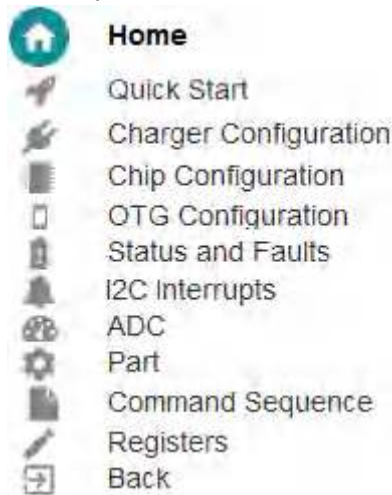 Home
Quick Start
Charger Configuration
Chip Configuration
OTG Configuration
Status and Faults
I2C Interrupts
ADC
Part
Command Sequence
Registers
Back